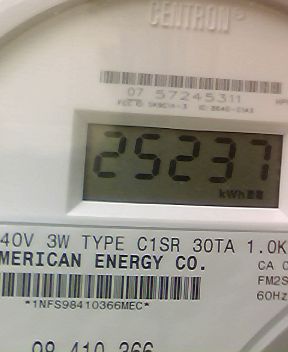 CENTRON
07 57245311
25237
kWh
40V 3W TYPE C1SR 30TA 1.0K
MERICAN ENERGY CO.
CA 0
FM2S
*1NFS98410366MEC*
60Hz
98 410 366